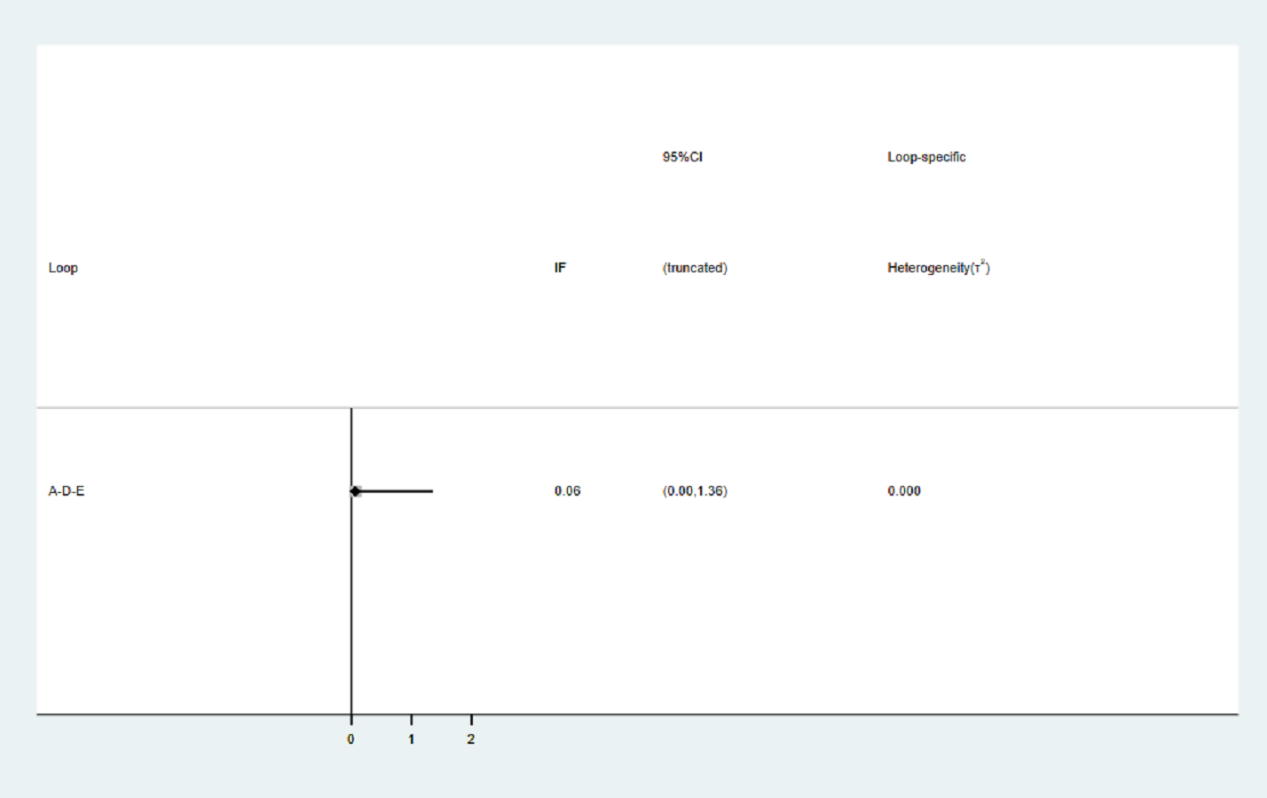 95%CI Loop-specific
Loop IF (truncated) Heterogeneity(τ²)
A-D-E 0.06 (0.00,1.36) 0.000
0 1 2